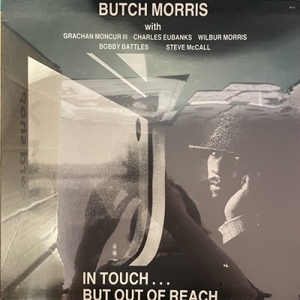 BUTCH MORRIS
with
GRACHAN MONCUR III CHARLES EUBANKS WILBUR MORRIS
BOBBY BATTLES STEVE McCALL
IN TOUCH . . .
BUT OUT OF REACH